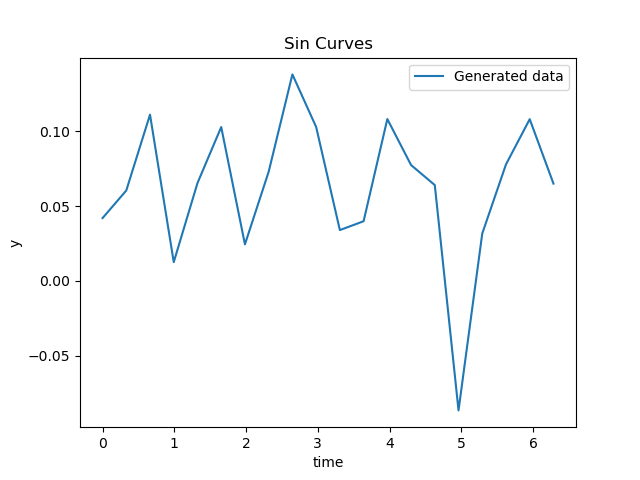 Sin Curves
Generated data
0.10
0.05
0.00
−0.05
y
0 1 2 3 4 5 6
time